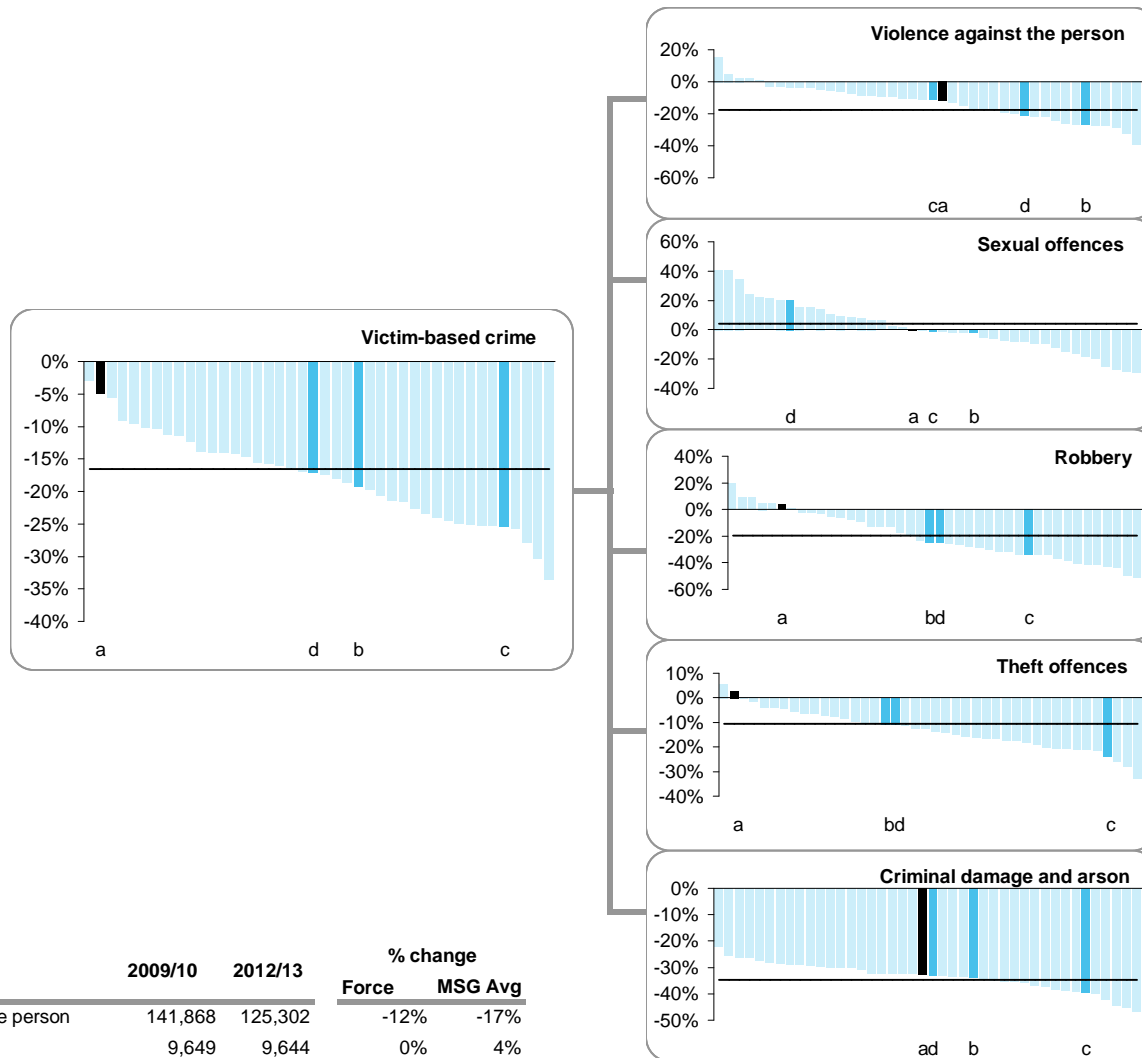 Victim-based crime
0%
-5%
-10%
-15%
-20%
-25%
-30%
-35%
-40%
a d b c
Violence against the person
20%
0%
-20%
-40%
-60%
ca d b
Sexual offences
60%
40%
20%
0%
-20%
-40%
d a c b
Robbery
40%
20%
0%
-20%
-40%
-60%
a bd c
Theft offences
10%
0%
-10%
-20%
-30%
-40%
a bd c
Criminal damage and arson
0%
-10%
-20%
-30%
-40%
-50%
ad b c
2009/10 2012/13 % change
Force MSG Avg
e person 141,868 125,302 -12% -17%
9,649 9,644 0% 4%